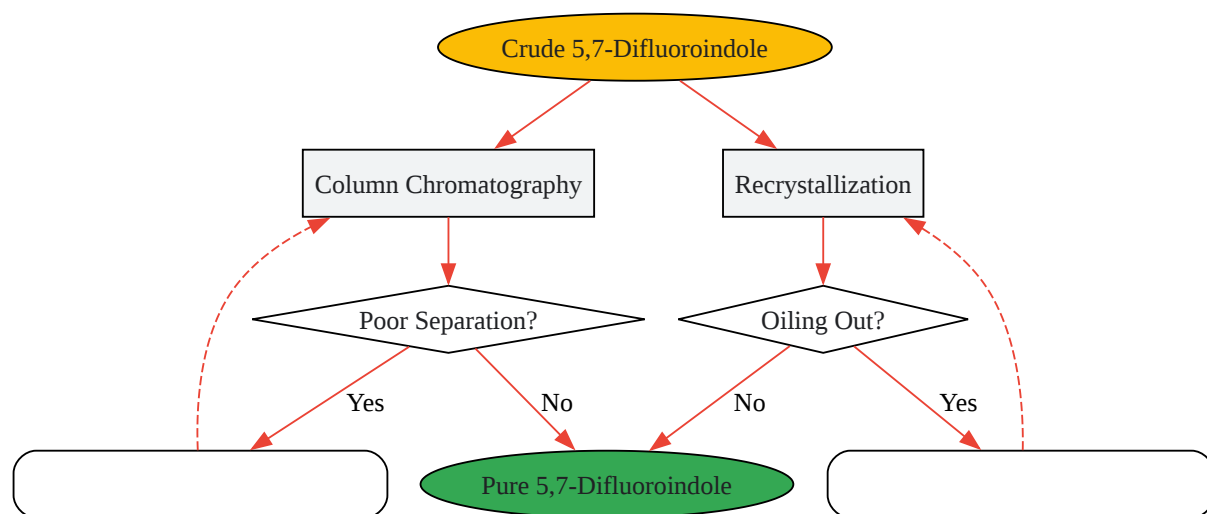 Crude 5,7-Difluoroindole
Column Chromatography
Recrystallization
Poor Separation?
Oiling Out?
Yes
No
No
Yes
Pure 5,7-Difluoroindole